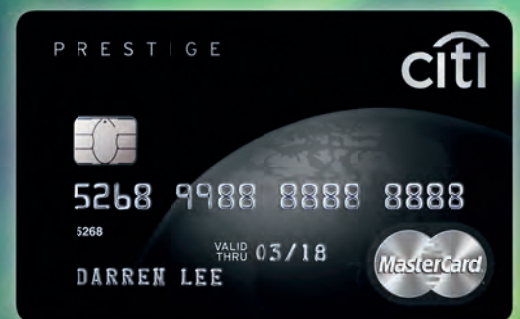 PRESTIGE
citi
5268 9988 8888 8888
5268
VALID THRU 03/18
DARREN LEE
MasterCard